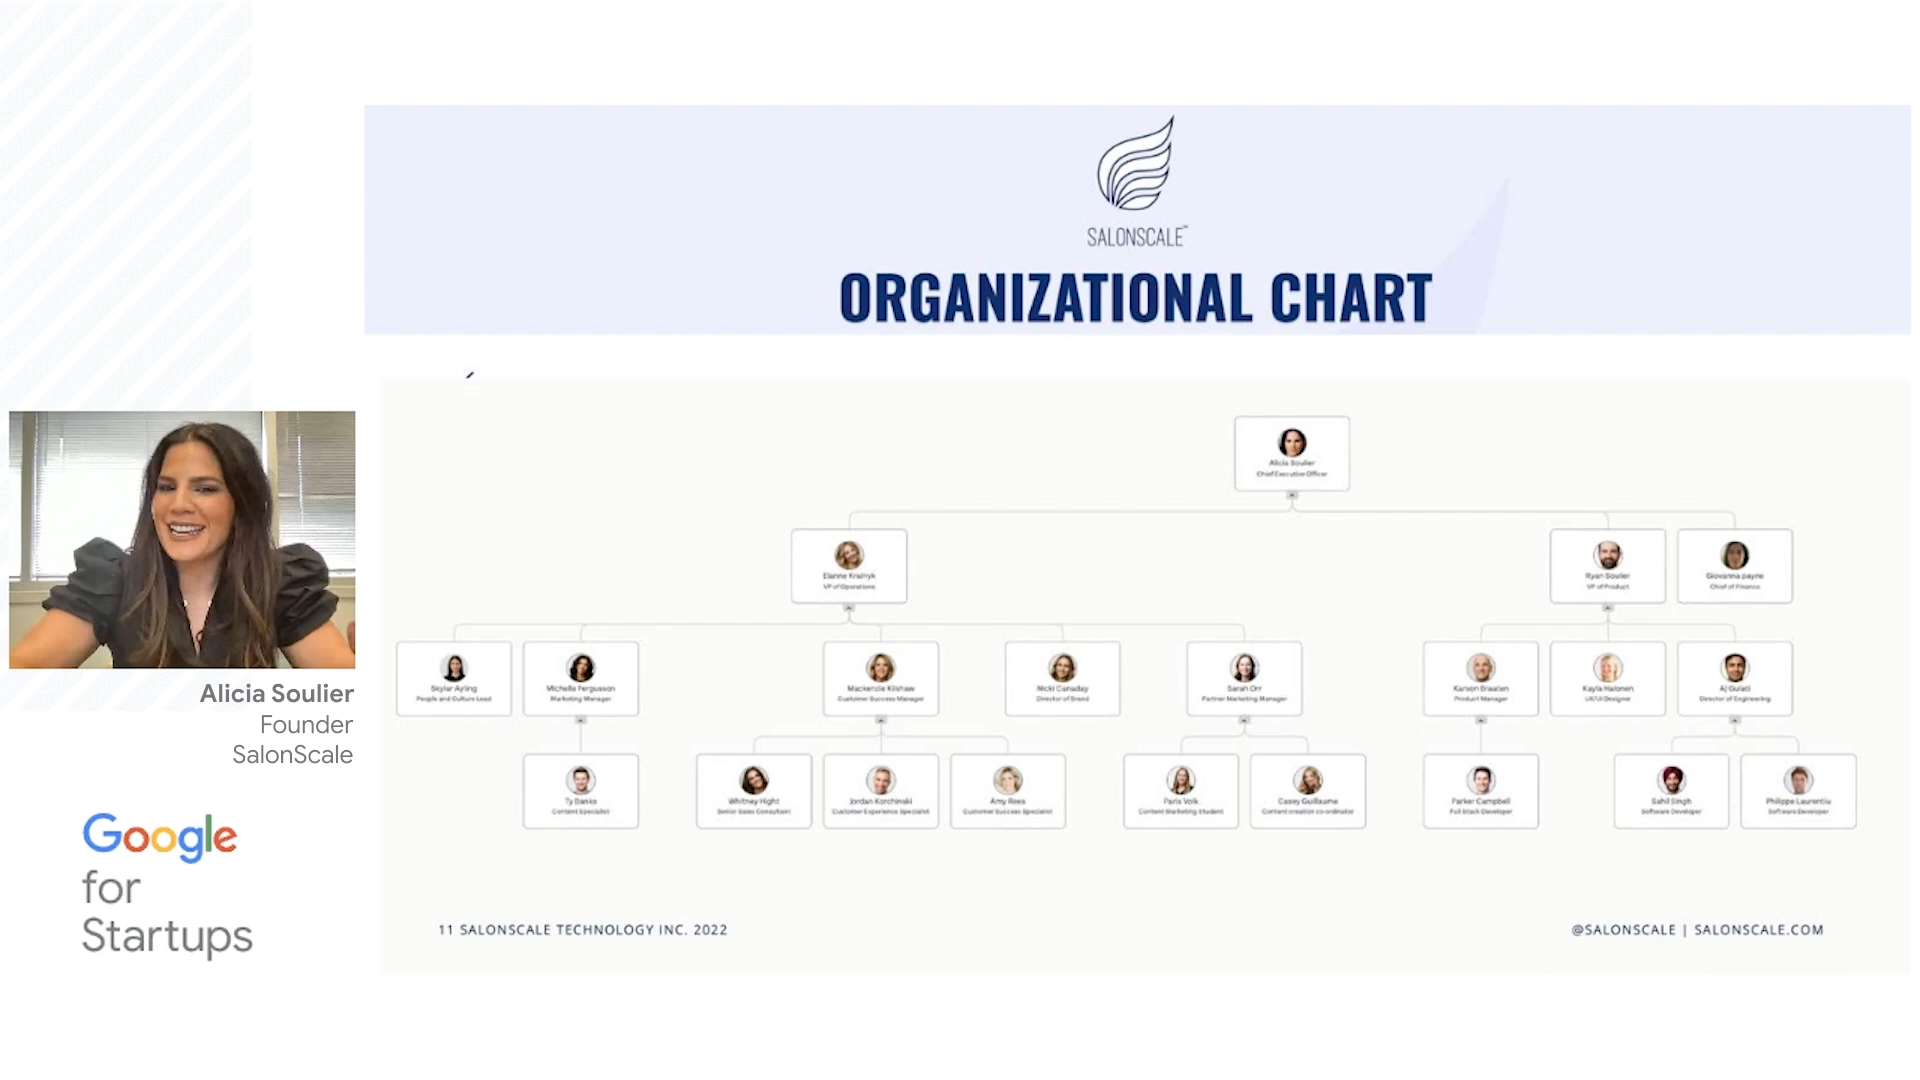 SALONSCALE™
ORGANIZATIONAL CHART
Alicia Soulier
Chief Executive Officer
Elanne Krainyk
VP of Operations
Ryan Soulier
VP of Product
Giovanna payne
Chief of Finance
Skylar Ayling
People and Culture Lead
Michelle Fergusson
Marketing Manager
Mackenzie Kilshaw
Customer Success Manager
Nicki Canaday
Director of Brand
Sarah Orr
Partner Marketing Manager
Karson Braaten
Product Manager
Kayla Halonen
UX/UI Designer
Aj Gulati
Director of Engineering
Ty Banks
Content Specialist
Whitney Hight
Senior Sales Consultant
Jordan Korchinski
Customer Experience Specialist
Amy Rees
Customer Success Specialist
Paris Volk
Content Marketing Student
Casey Guillaume
Content creation co-ordinator
Parker Campbell
Full Stack Developer
Sahil Singh
Software Developer
Philippe Laurentiu
Software Developer
11 SALONSCALE TECHNOLOGY INC. 2022
@SALONSCALE | SALONSCALE.COM
Alicia Soulier
Founder
SalonScale
Google
for
Startups